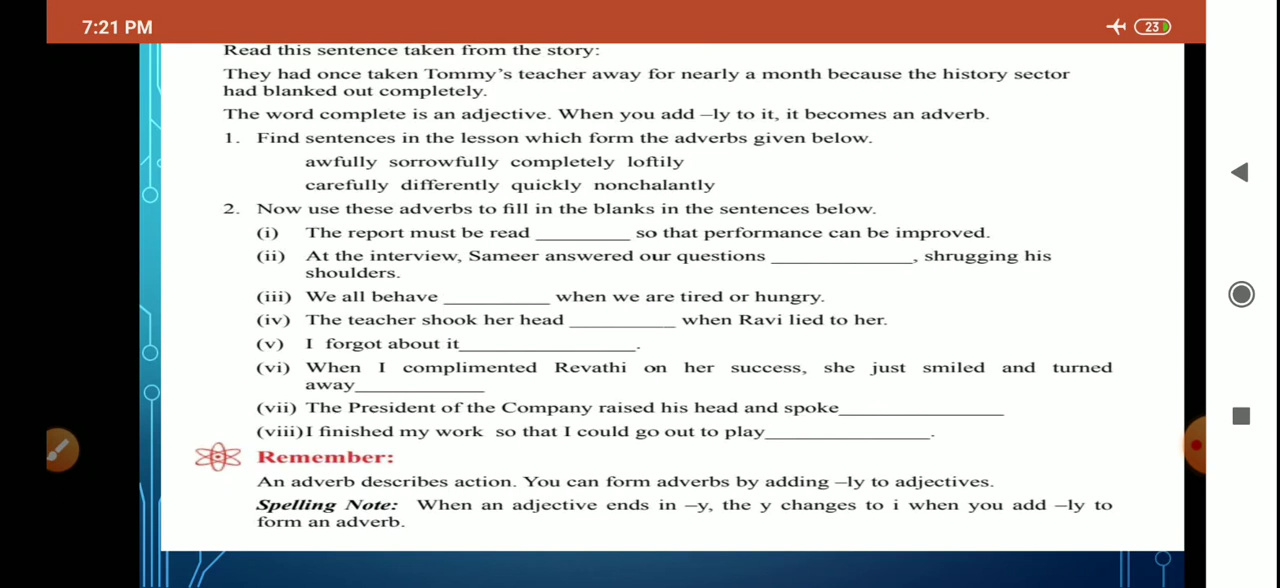 7:21 PM
23
Read this sentence taken from the story:
They had once taken Tommy's teacher away for nearly a month because the history sector
had blanked out completely.
The word complete is an adjective. When you add –ly to it, it becomes an adverb.
1. Find sentences in the lesson which form the adverbs given below.
awfully sorrowfully completely loftily
carefully differently quickly nonchalantly
2. Now use these adverbs to fill in the blanks in the sentences below.
(i) The report must be read __________ so that performance can be improved.
(ii) At the interview, Sameer answered our questions _______________, shrugging his
shoulders.
(iii) We all behave ___________ when we are tired or hungry.
(iv) The teacher shook her head ___________ when Ravi lied to her.
(v) I forgot about it__________________.
(vi) When I complimented Revathi on her success, she just smiled and turned
away_____________
(vii) The President of the Company raised his head and spoke_________________
(viii)I finished my work so that I could go out to play_________________.
Remember:
An adverb describes action. You can form adverbs by adding –ly to adjectives.
Spelling Note: When an adjective ends in –y, the y changes to i when you add –ly to
form an adverb.